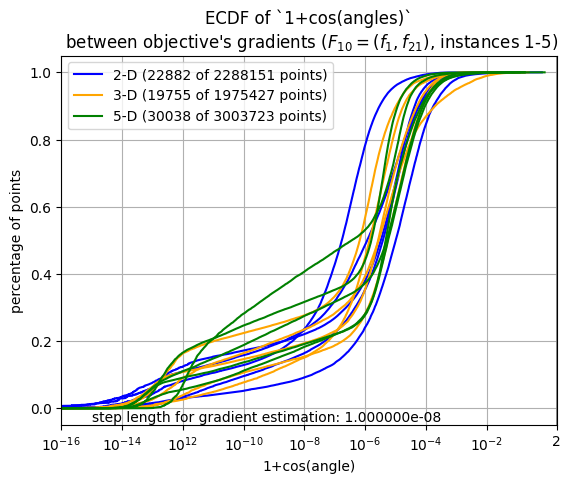 ECDF of `1+cos(angles)`
between objective's gradients (F₁₀ = (f₁, f₂₁), instances 1-5)
2-D (22882 of 2288151 points)
3-D (19755 of 1975427 points)
5-D (30038 of 3003723 points)
percentage of points
1.0
0.8
0.6
0.4
0.2
0.0
step length for gradient estimation: 1.000000e-08
10⁻¹⁶ 10⁻¹⁴ 10⁻¹² 10⁻¹⁰ 10⁻⁸ 10⁻⁶ 10⁻⁴ 10⁻² 2
1+cos(angle)